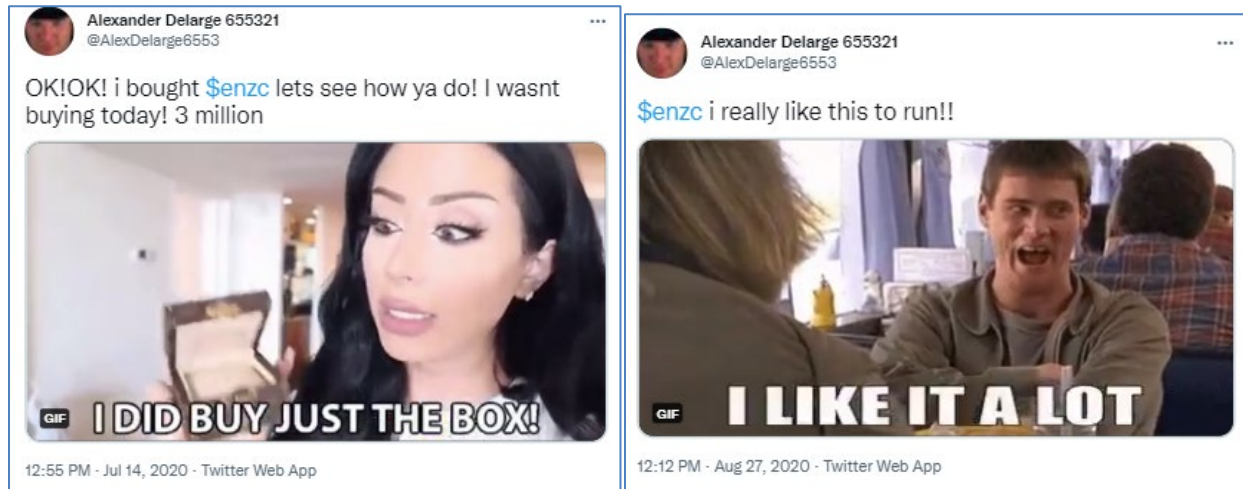 Alexander Delarge 655321
@AlexDelarge6553
OK!OK! i bought $enzc lets see how ya do! I wasnt
buying today! 3 million
GIF
I DID BUY JUST THE BOX!
12:55 PM · Jul 14, 2020 · Twitter Web App
Alexander Delarge 655321
@AlexDelarge6553
$enzc i really like this to run!!
GIF
I LIKE IT A LOT
12:12 PM · Aug 27, 2020 · Twitter Web App